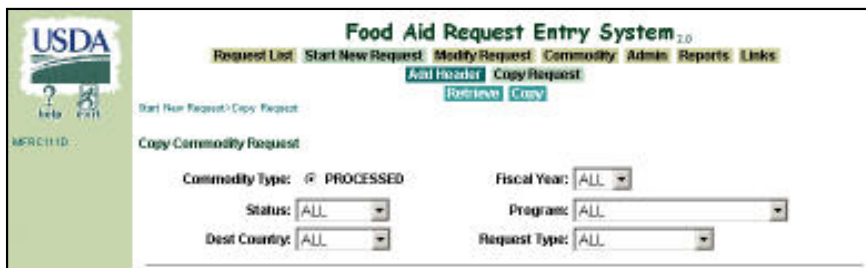 USDA
Food Aid Request Entry System 2.0
Request List Start New Request Modify Request Commodity Admin Reports Links
Add Header Copy Request
Retrieve Copy
help exit
Start New Request>Copy Request
Copy Commodity Request
Commodity Type: PROCESSED Fiscal Year: ALL
Status: ALL Program: ALL
Dest Country: ALL Request Type: ALL